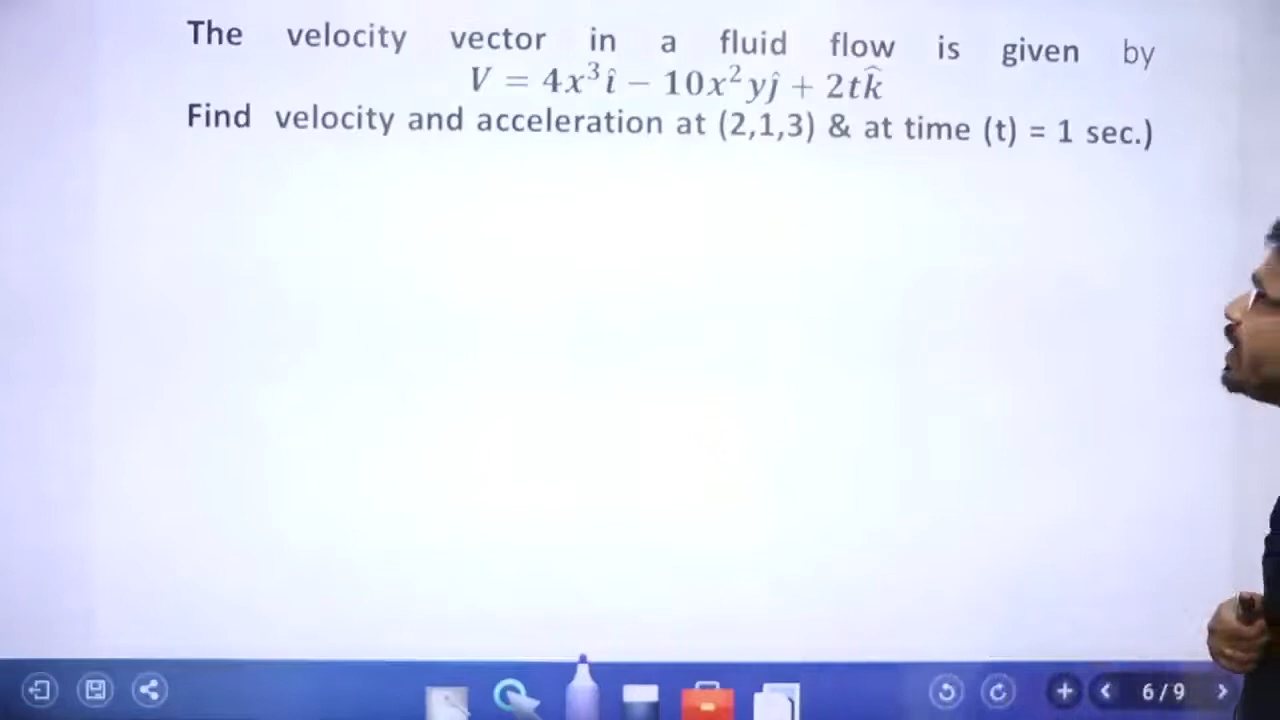 The velocity vector in a fluid flow is given by
V = 4x³î − 10x²yĵ + 2tk̂
Find velocity and acceleration at (2,1,3) & at time (t) = 1 sec.)
6/9